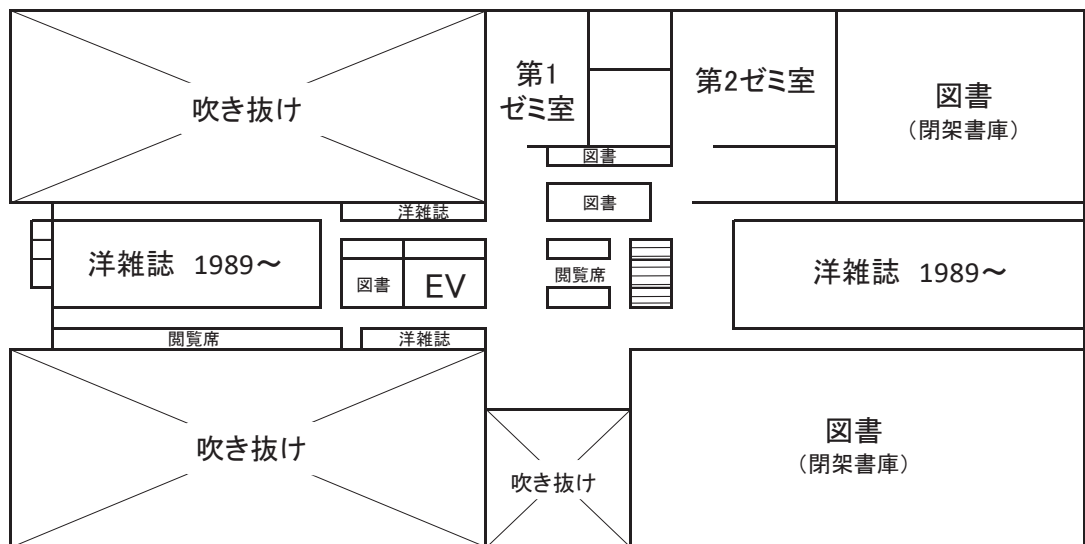 吹き抜け
第1
ゼミ室
第2ゼミ室
図書
（閉架書庫）
図書
図書
洋雑誌
洋雑誌 1989～
図書
EV
閲覧席
洋雑誌 1989～
閲覧席
洋雑誌
吹き抜け
吹き抜け
図書
（閉架書庫）